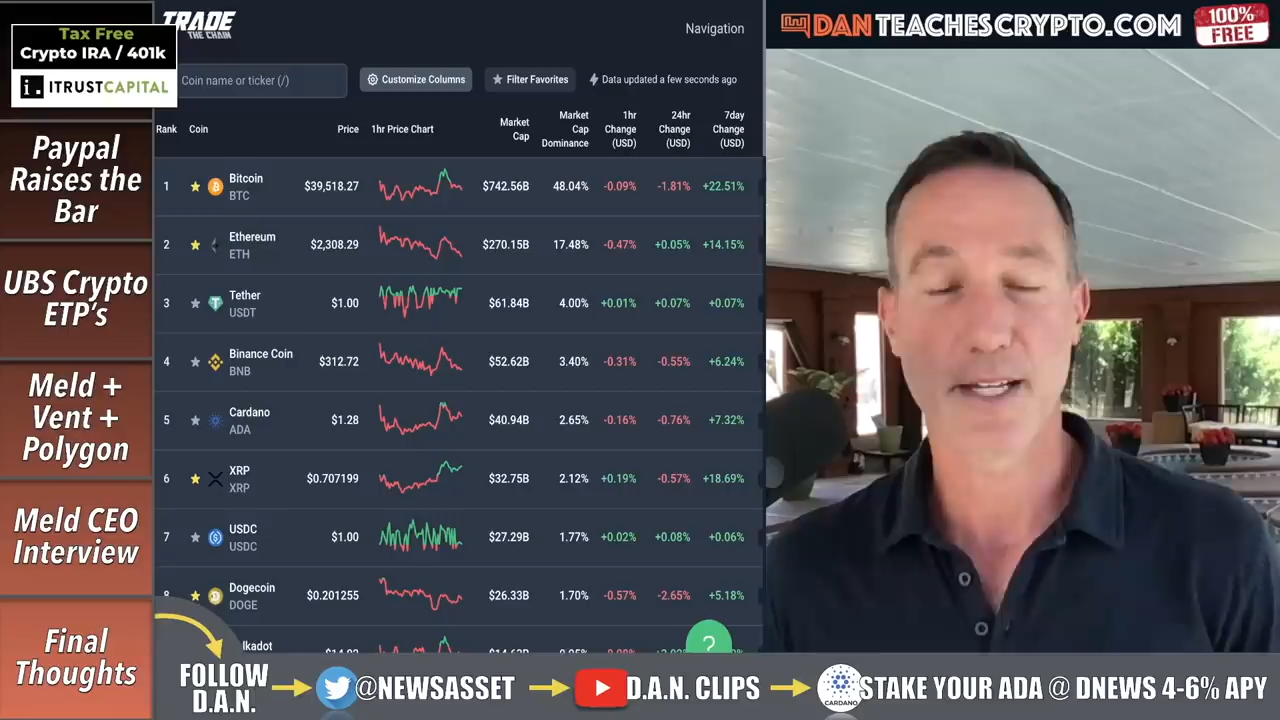 Tax Free
Crypto IRA / 401k
ITRUSTCAPITAL
Paypal
Raises the
Bar
UBS Crypto
ETP's
Meld +
Vent +
Polygon
Meld CEO
Interview
Final
Thoughts
TRADE
THE CHAIN
Navigation
Coin name or ticker (/)
Customize Columns
Filter Favorites
Data updated a few seconds ago
Rank Coin Price 1hr Price Chart Market Cap Market Cap Dominance 1hr Change (USD) 24hr Change (USD) 7day Change (USD)
1 Bitcoin BTC $39,518.27 $742.56B 48.04% -0.09% -1.81% +22.51%
2 Ethereum ETH $2,308.29 $270.15B 17.48% -0.47% +0.05% +14.15%
3 Tether USDT $1.00 $61.84B 4.00% +0.01% +0.07% +0.07%
4 Binance Coin BNB $312.72 $52.62B 3.40% -0.31% -0.55% +6.24%
5 Cardano ADA $1.28 $40.94B 2.65% -0.16% -0.76% +7.32%
6 XRP XRP $0.707199 $32.75B 2.12% +0.19% -0.57% +18.69%
7 USDC USDC $1.00 $27.29B 1.77% +0.02% +0.08% +0.06%
8 Dogecoin DOGE $0.201255 $26.33B 1.70% -0.57% -2.65% +5.18%
lkadot
?
DANTEACHESCRYPTO.COM
100%
FREE
FOLLOW
D.A.N.
@NEWSASSET
D.A.N. CLIPS
CARDANO
STAKE YOUR ADA @ DNEWS 4-6% APY